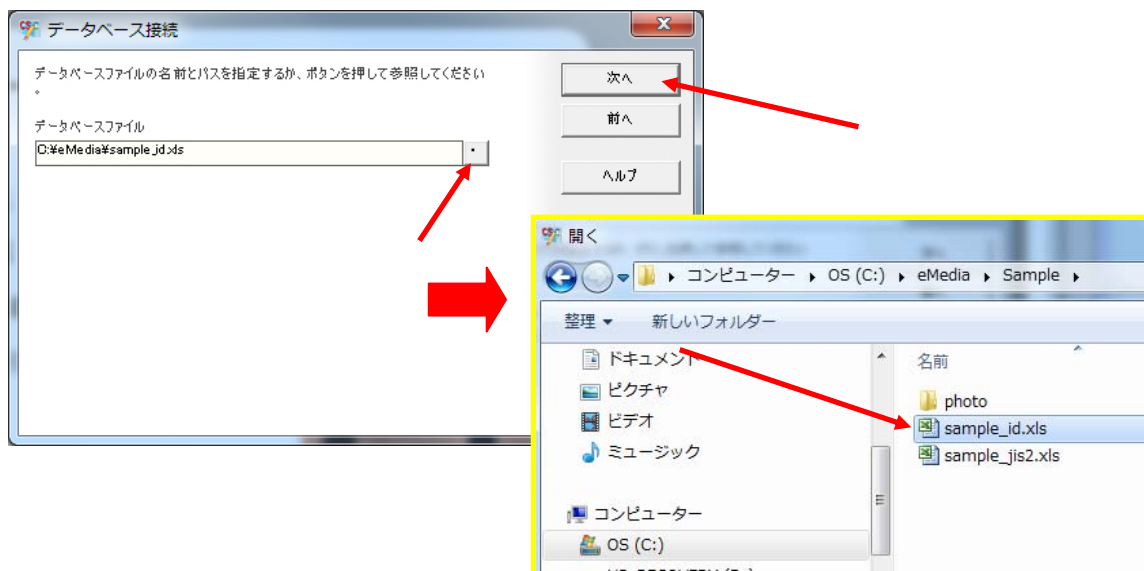 データベース接続
データベースファイルの名前とパスを指定するか、ボタンを押して参照してください
。
次へ
前へ
データベースファイル
C:¥eMedia¥sample_id.xls
ヘルプ
開く
コンピューター ▸ OS (C:) ▸ eMedia ▸ Sample ▸
整理 ▼ 新しいフォルダー
ドキュメント
ピクチャ
ビデオ
ミュージック
コンピューター
OS (C:)
名前
photo
sample_id.xls
sample_jis2.xls